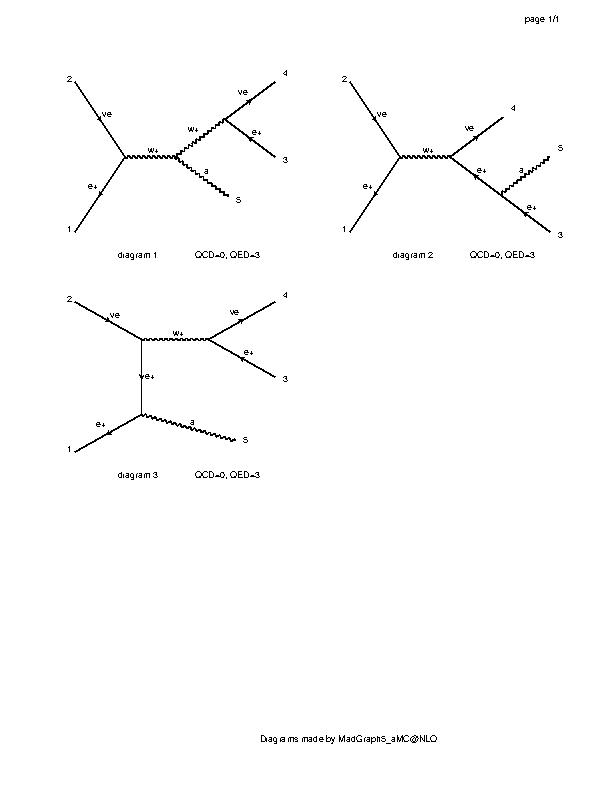 page 1/1
2
ve
e+
1
w+
w+
ve
4
e+
3
a
5
diagram 1 QCD=0, QED=3
2
ve
e+
1
w+
ve
4
e+
a
5
e+
3
diagram 2 QCD=0, QED=3
2
ve
w+
ve
4
e+
3
e+
e+
1
a
5
diagram 3 QCD=0, QED=3
Diagrams made by MadGraph5_aMC@NLO